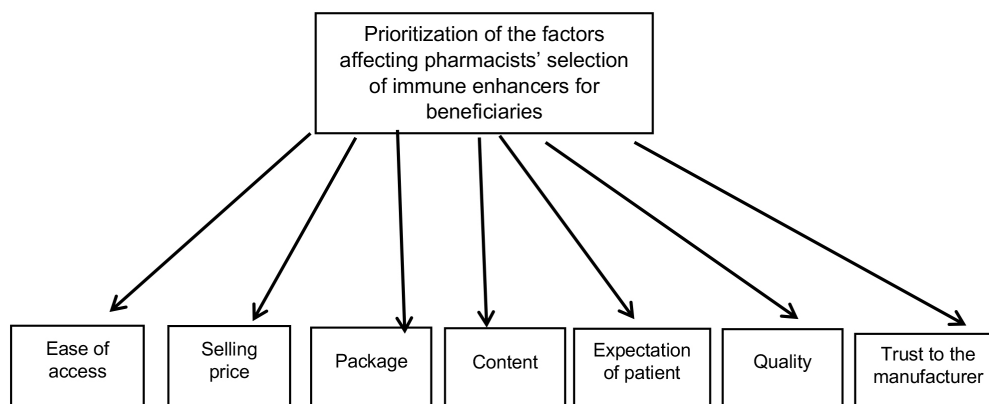 Prioritization of the factors
affecting pharmacists’ selection
of immune enhancers for
beneficiaries
Ease of
access
Selling
price
Package
Content
Expectation
of patient
Quality
Trust to the
manufacturer